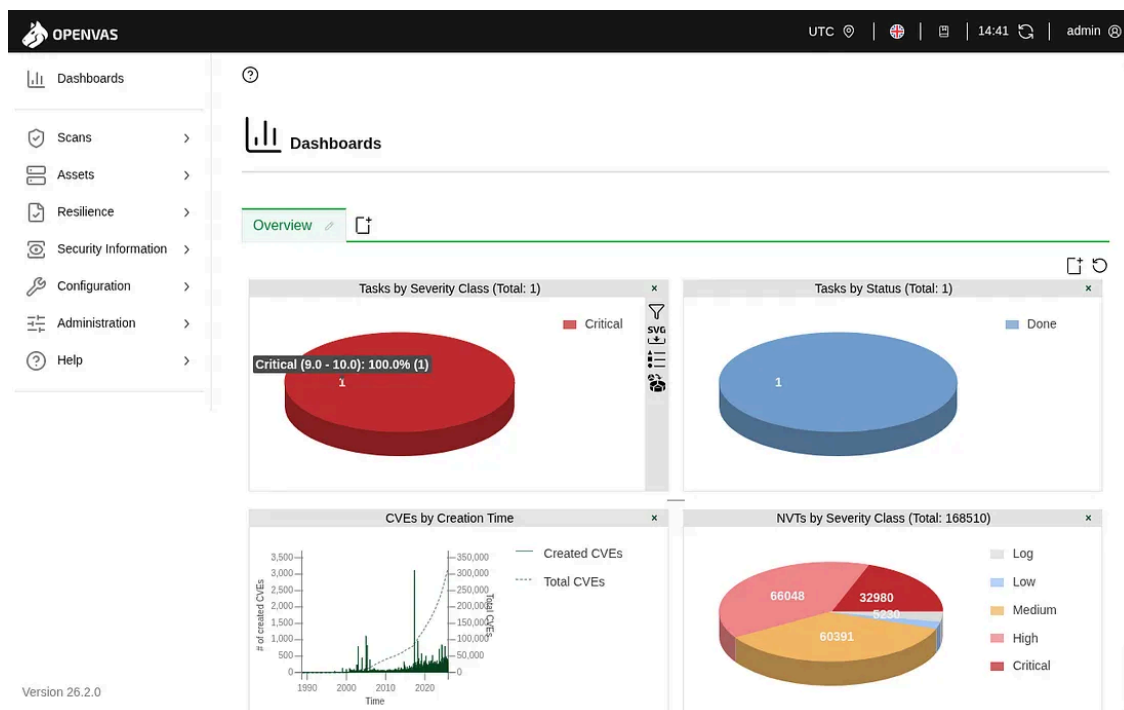 OPENVAS
UTC
14:41
admin
Dashboards
Scans
Assets
Resilience
Security Information
Configuration
Administration
Help
Version 26.2.0
Dashboards
Overview
Tasks by Severity Class (Total: 1)
×
Critical
SVG
Critical (9.0 - 10.0): 100.0% (1)
1
Tasks by Status (Total: 1)
×
Done
1
CVEs by Creation Time
×
Created CVEs
Total CVEs
# of created CVEs
3,500
3,000
2,500
2,000
1,500
1,000
500
0
350,000
300,000
250,000
200,000
150,000
100,000
50,000
0
Total CVEs
1990
2000
2010
2020
Time
NVTs by Severity Class (Total: 168510)
×
66048
32980
5230
60391
Log
Low
Medium
High
Critical